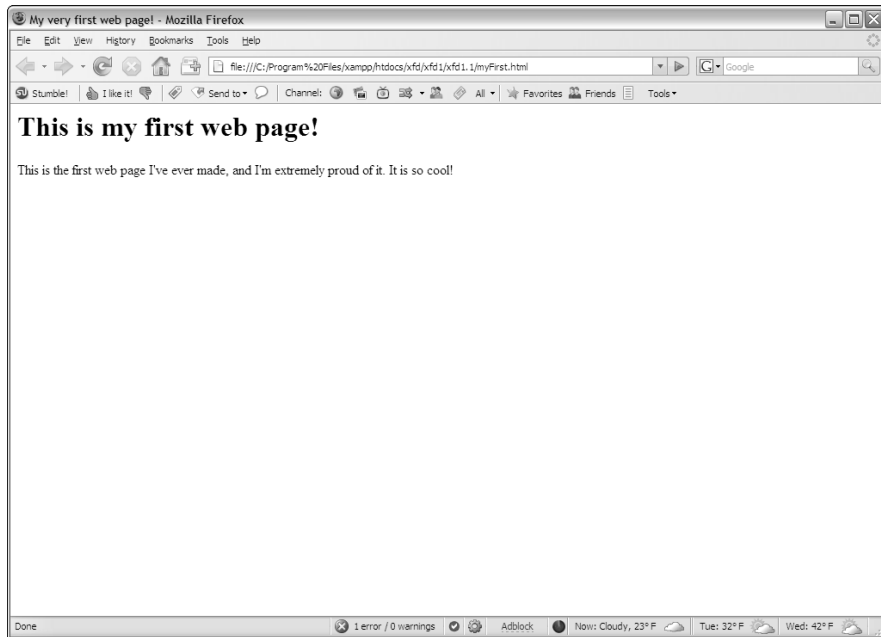 My very first web page! - Mozilla Firefox
File Edit View History Bookmarks Tools Help
file:///C:/Program%20Files/xampp/htdocs/xfd/xfd1/xfd1.1/myFirst.html G Google
Stumble! I like it! Send to Channel: All Favorites Friends Tools
This is my first web page!
This is the first web page I've ever made, and I'm extremely proud of it. It is so cool!
Done 1 error / 0 warnings Adblock Now: Cloudy, 23° F Tue: 32° F Wed: 42° F